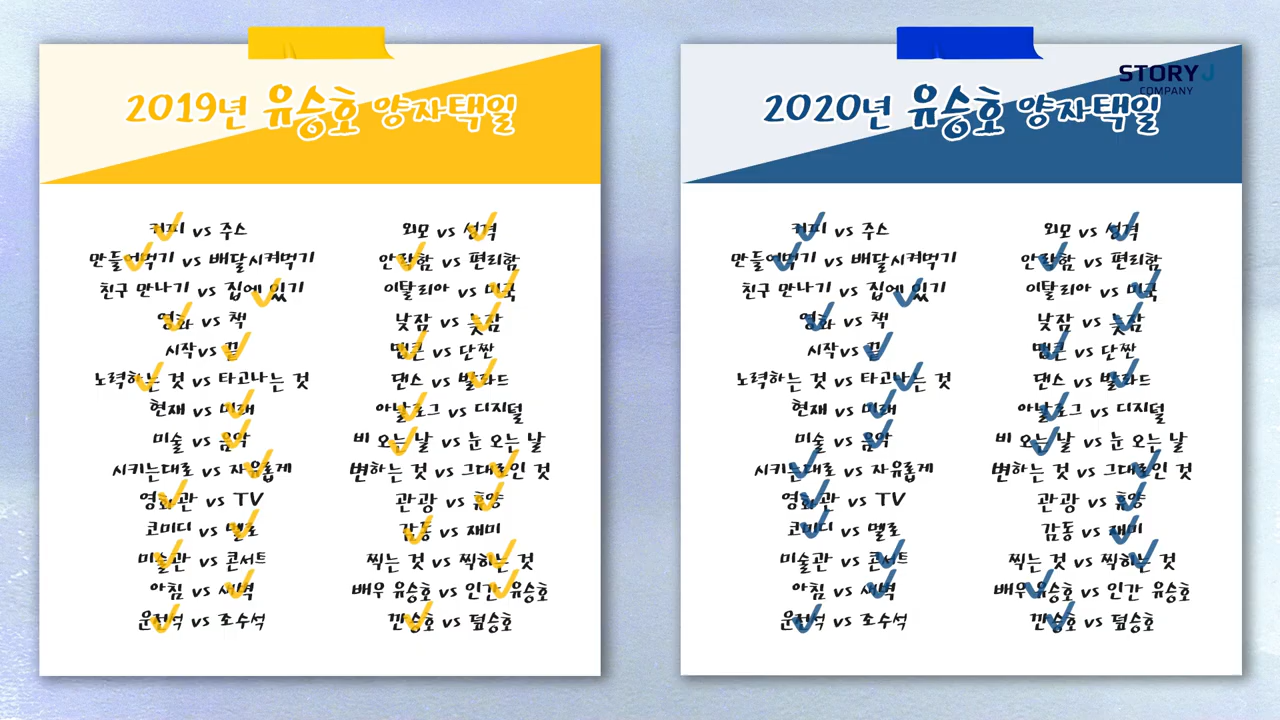 2019년 유승호 양자택일
커피 vs 주스
만들어먹기 vs 배달시켜먹기
친구 만나기 vs 집에 있기
영화 vs 책
시작 vs 끝
노력하는 것 vs 타고나는 것
현재 vs 미래
미술 vs 음악
시키는대로 vs 자유롭게
영화관 vs TV
코미디 vs 멜로
미술관 vs 콘서트
아침 vs 새벽
운전석 vs 조수석
외모 vs 성격
안락함 vs 편리함
이탈리아 vs 미국
낮잠 vs 늦잠
맵큰 vs 단짠
댄스 vs 발라드
아날로그 vs 디지털
비 오는 날 vs 눈 오는 날
변하는 것 vs 그대로인 것
관광 vs 휴양
감동 vs 재미
찍는 것 vs 찍히는 것
배우 유승호 vs 인간 유승호
깐승호 vs 덮승호
STORY J
COMPANY
2020년 유승호 양자택일
커피 vs 주스
만들어먹기 vs 배달시켜먹기
친구 만나기 vs 집에 있기
영화 vs 책
시작 vs 끝
노력하는 것 vs 타고나는 것
현재 vs 미래
미술 vs 음악
시키는대로 vs 자유롭게
영화관 vs TV
코미디 vs 멜로
미술관 vs 콘서트
아침 vs 새벽
운전석 vs 조수석
외모 vs 성격
안락함 vs 편리함
이탈리아 vs 미국
낮잠 vs 늦잠
맵큰 vs 단짠
댄스 vs 발라드
아날로그 vs 디지털
비 오는 날 vs 눈 오는 날
변하는 것 vs 그대로인 것
관광 vs 휴양
감동 vs 재미
찍는 것 vs 찍히는 것
배우 유승호 vs 인간 유승호
깐승호 vs 덮승호